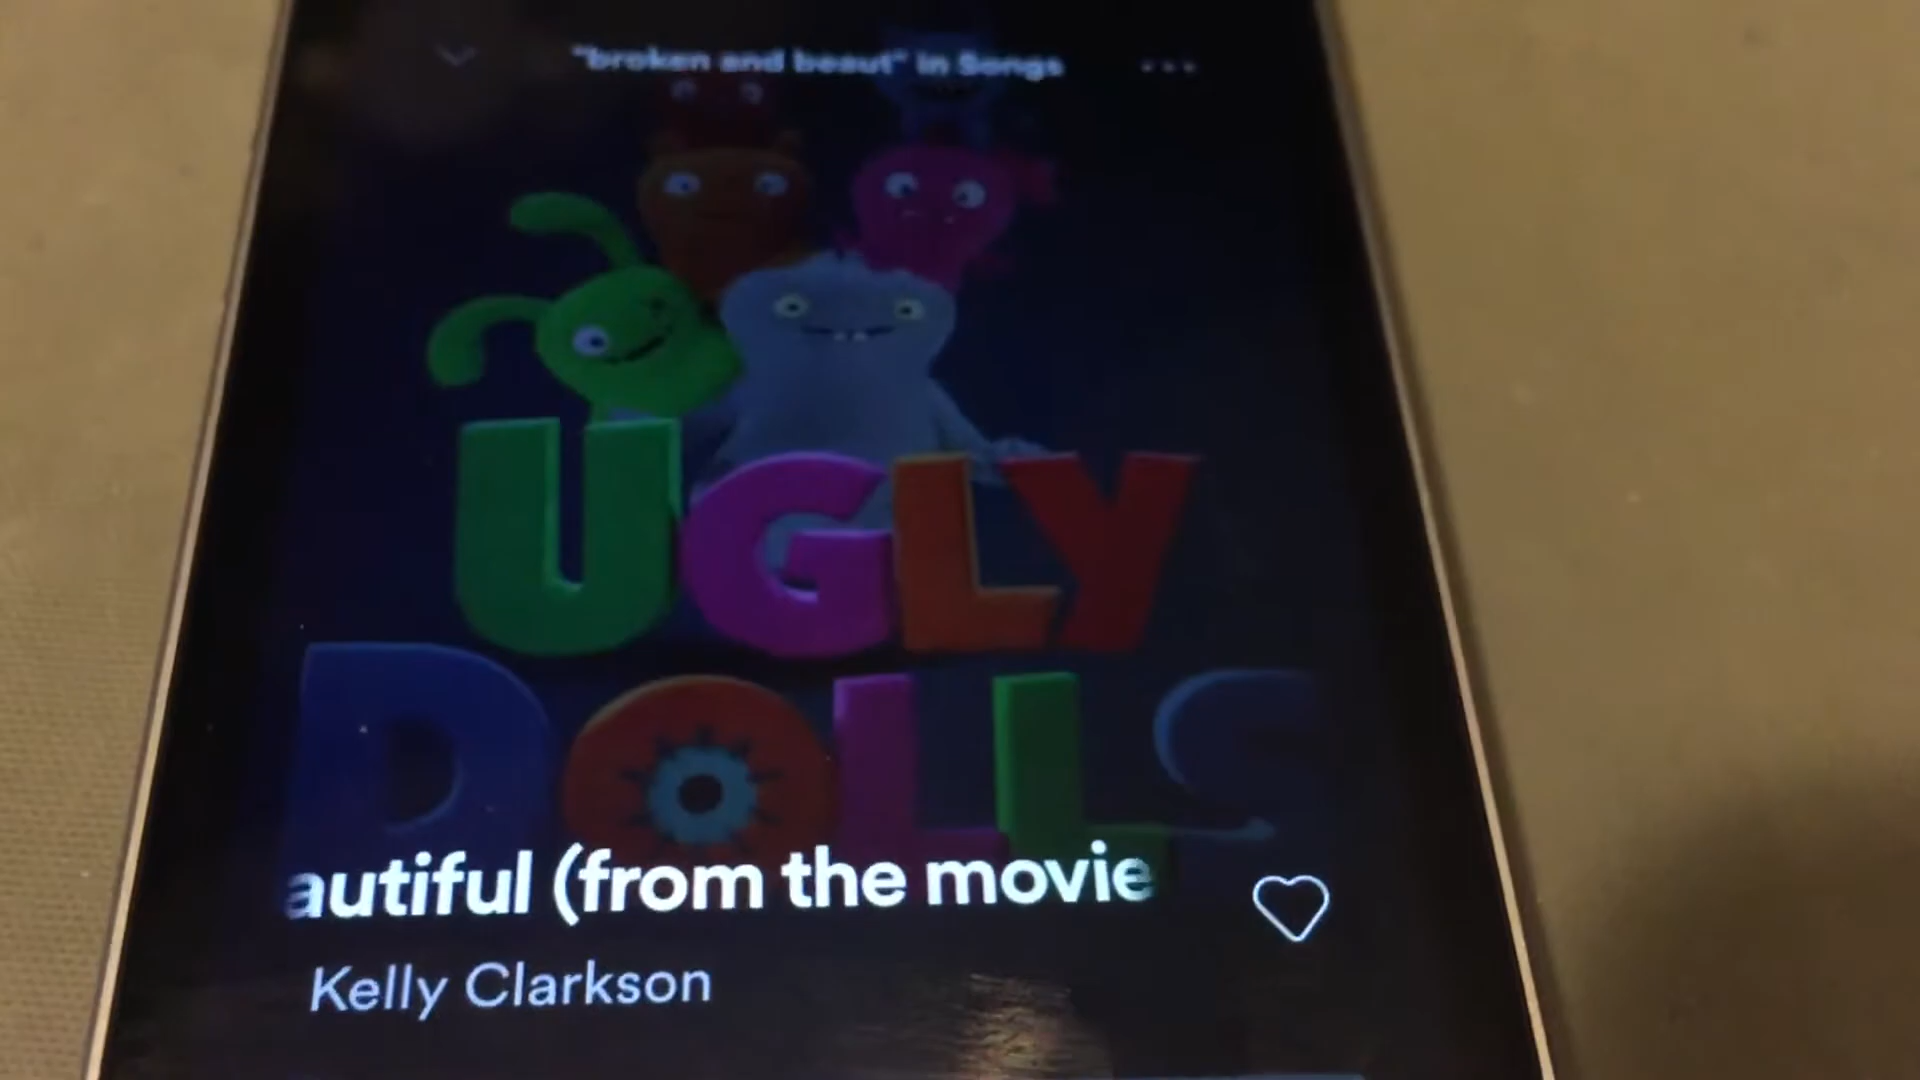 "broken and beaut" in Songs
UGLY
DOLLS
autiful (from the movie
Kelly Clarkson